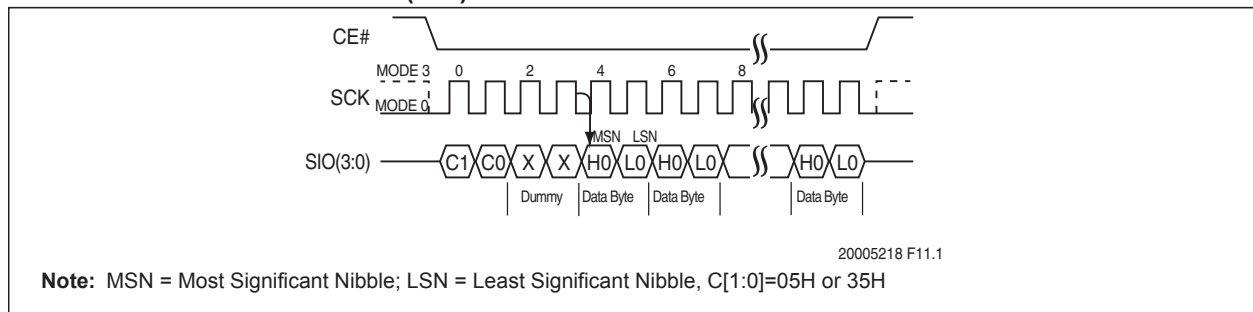 CE#
MODE 3 0 2 4 6 8
SCK
MODE 0
MSN LSN
SIO(3:0) C1 C0 X X H0 L0 H0 L0 H0 L0
Dummy Data Byte Data Byte Data Byte
20005218 F11.1
Note: MSN = Most Significant Nibble; LSN = Least Significant Nibble, C[1:0]=05H or 35H